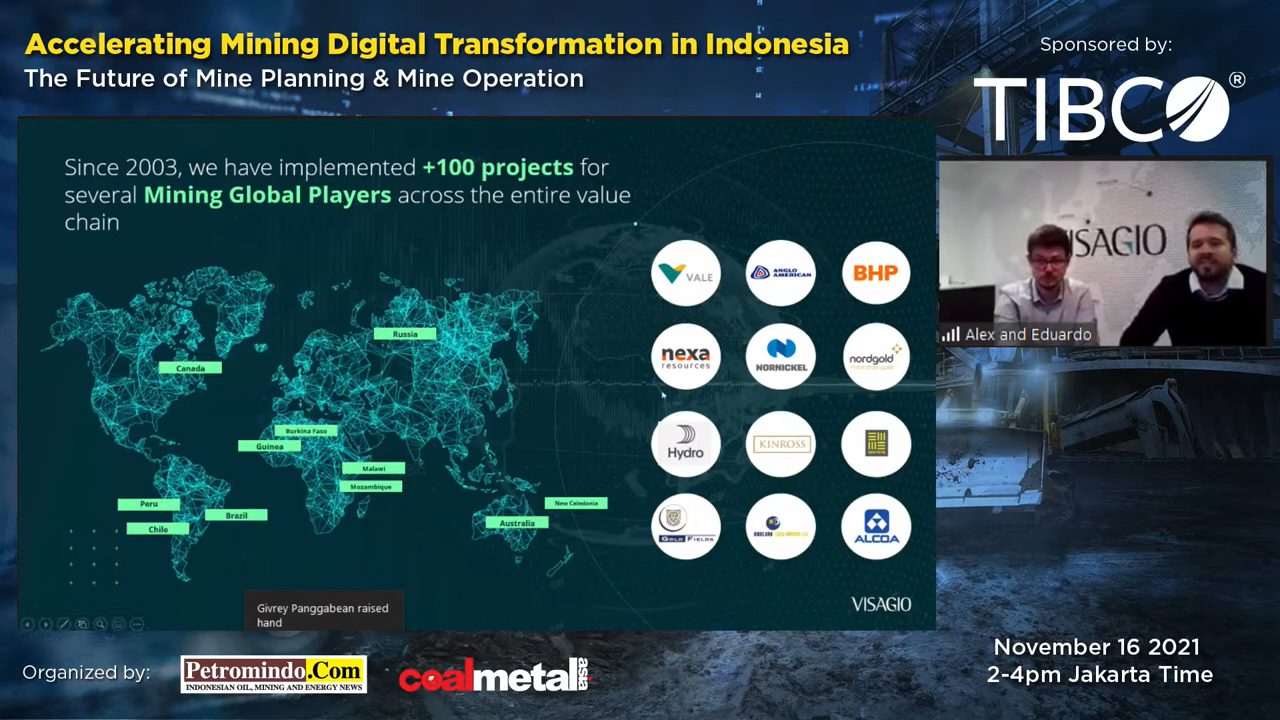 Accelerating Mining Digital Transformation in Indonesia
The Future of Mine Planning & Mine Operation
Sponsored by:
TIBCO®
Since 2003, we have implemented +100 projects for
several Mining Global Players across the entire value
chain
VALE
ANGLO
AMERICAN
BHP
nexa
resources
NORNICKEL
nordgold
Hydro
KINROSS
GOLD FIELDS
ALCOA
Russia
Canada
Burkina Faso
Guinea
Malawi
Mozambique
Peru
Brazil
Chile
New Caledonia
Australia
VISAGIO
VISAGIO
Alex and Eduardo
Givrey Panggabean raised
hand
Organized by:
Petromindo.Com
INDONESIAN OIL, MINING AND ENERGY NEWS
coalmetal asia
November 16 2021
2-4pm Jakarta Time